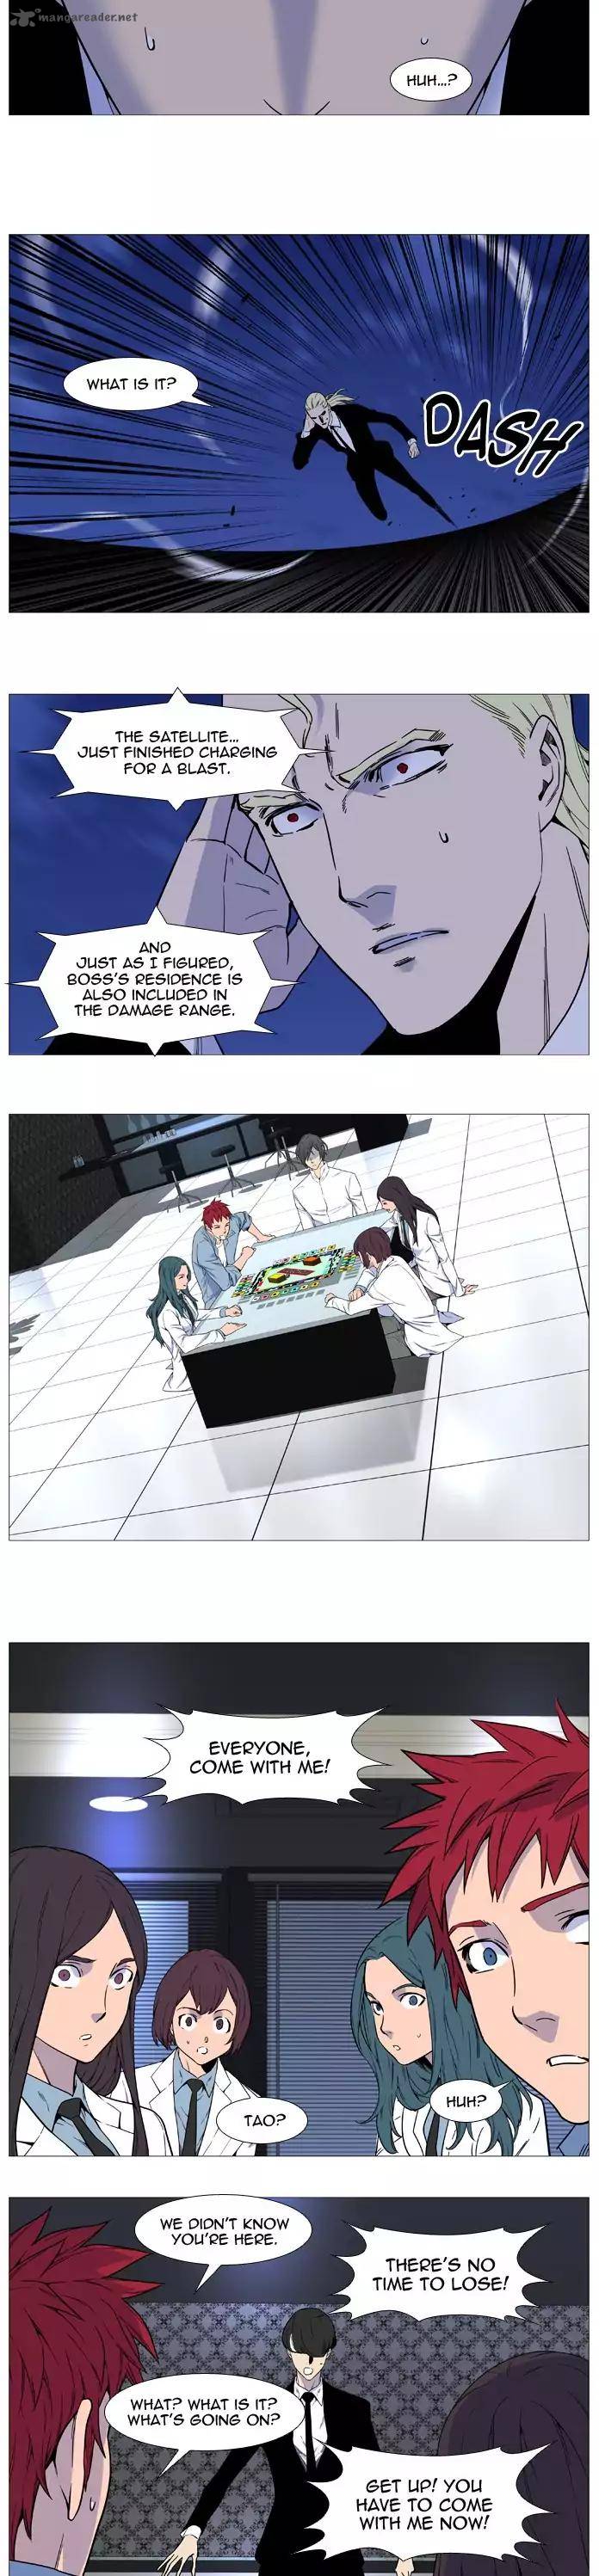 mangareader.net
HUH...?
WHAT IS IT?
DASH
THE SATELLITE...
JUST FINISHED CHARGING
FOR A BLAST.
AND
JUST AS I FIGURED,
BOSS'S RESIDENCE IS
ALSO INCLUDED IN
THE DAMAGE RANGE.
EVERYONE,
COME WITH ME!
TAO?
HUH?
WE DIDN'T KNOW
YOU'RE HERE.
THERE'S NO
TIME TO LOSE!
WHAT? WHAT IS IT?
WHAT'S GOING ON?
GET UP! YOU
HAVE TO COME
WITH ME NOW!